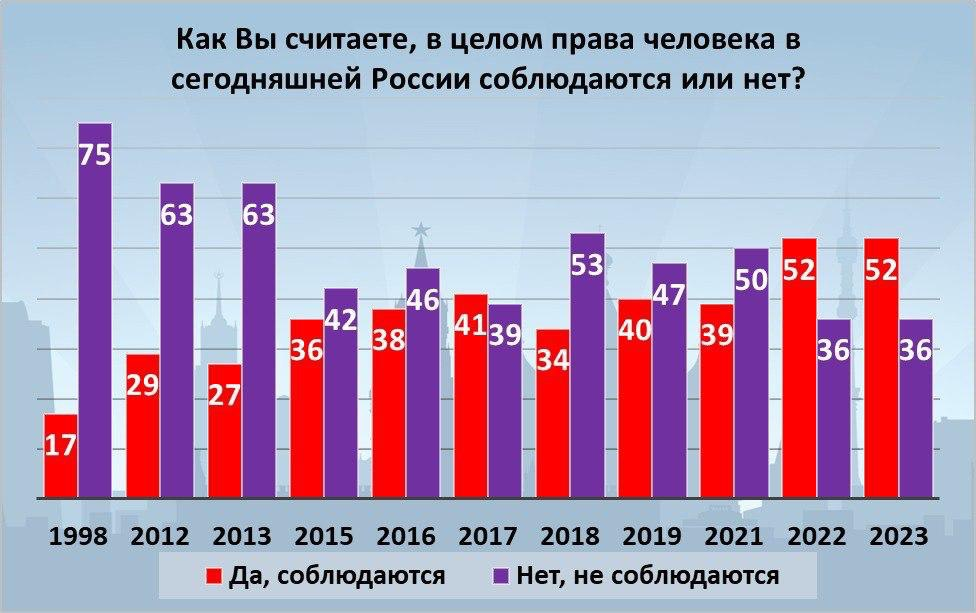 Как Вы считаете, в целом права человека в
сегодняшней России соблюдаются или нет?
17 75 29 63 27 63 36 42 38 46 41 39 34 53 40 47 39 50 52 36 52 36
1998 2012 2013 2015 2016 2017 2018 2019 2021 2022 2023
Да, соблюдаются Нет, не соблюдаются